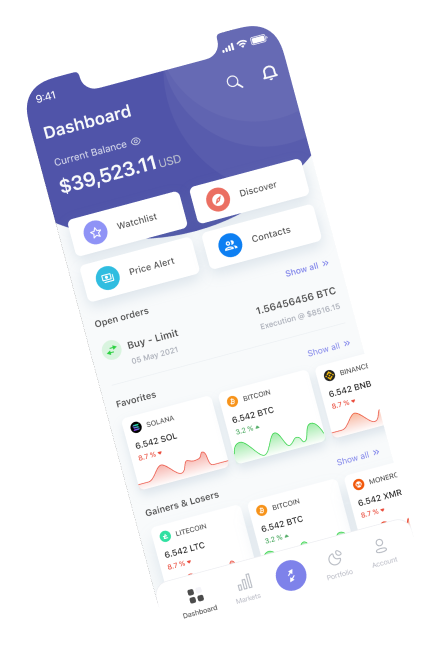 9:41
Dashboard
Current Balance
$39,523.11 USD
Watchlist
Discover
Price Alert
Contacts
Show all »
Open orders
Buy - Limit
1.56456456 BTC
05 May 2021
Execution @ $8516.15
Show all »
Favorites
SOLANA
6.542 SOL
8.7 %
BITCOIN
6.542 BTC
3.2 %
BINANCE
6.542 BNB
8.7 %
Show all »
Gainers & Losers
LITECOIN
6.542 LTC
8.7 %
BITCOIN
6.542 BTC
3.2 %
MONERO
6.542 XMR
8.7 %
Dashboard
Markets
Portfolio
Account